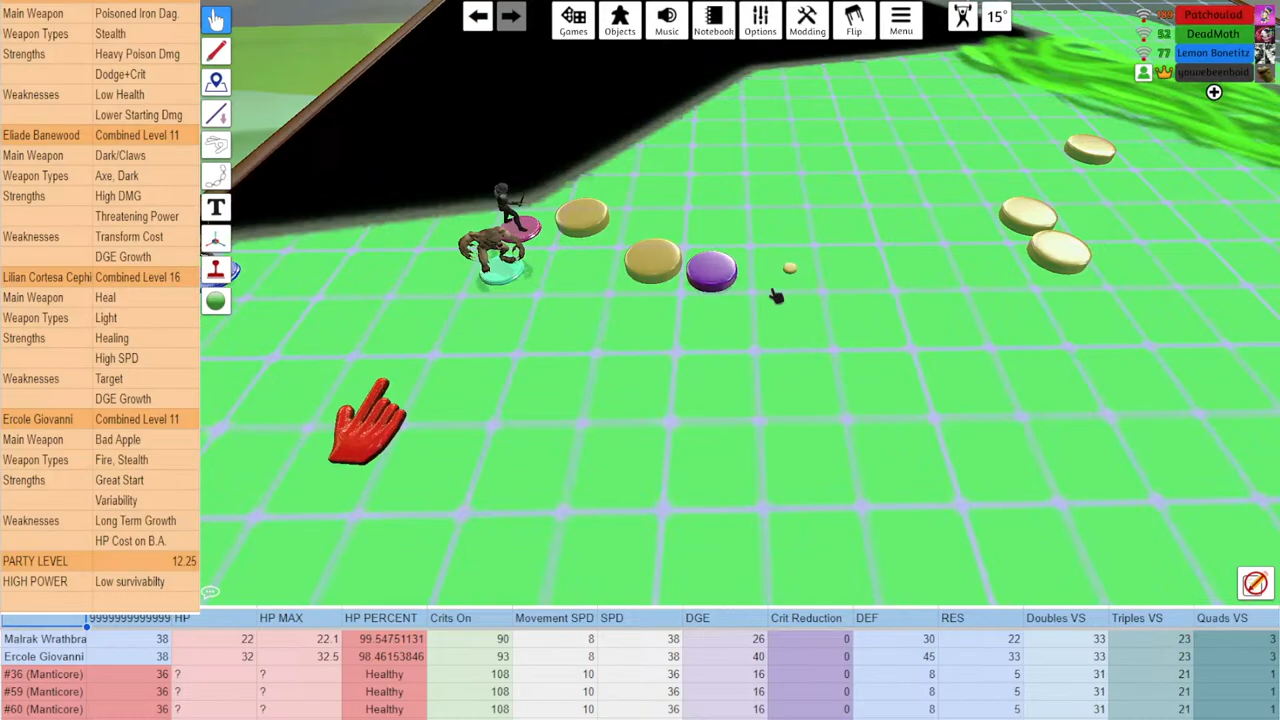 Main Weapon Poisoned Iron Dag.
Weapon Types Stealth
Strengths Heavy Poison Dmg
Dodge+Crit
Weaknesses Low Health
Lower Starting Dmg
Eliade Banewood Combined Level 11
Main Weapon Dark/Claws
Weapon Types Axe, Dark
Strengths High DMG
Threatening Power
Weaknesses Transform Cost
DGE Growth
Lilian Cortesa Cephi Combined Level 16
Main Weapon Heal
Weapon Types Light
Strengths Healing
High SPD
Weaknesses Target
DGE Growth
Ercole Giovanni Combined Level 11
Main Weapon Bad Apple
Weapon Types Fire, Stealth
Strengths Great Start
Variability
Weaknesses Long Term Growth
HP Cost on B.A.
PARTY LEVEL 12.25
HIGH POWER Low survivabilty
T
Games Objects Music Notebook Options Modding Flip Menu 15°
Patchoulad
52 DeadMoth
77 Lemon Bonetitz
youwebeenbaid
9999999999999 HP HP MAX HP PERCENT Crits On Movement SPD SPD DGE Crit Reduction DEF RES Doubles VS Triples VS Quads VS
Malrak Wrathbra 38 22 22.1 99.54751131 90 8 38 26 0 30 22 33 23 3
Ercole Giovanni 38 32 32.5 98.46153846 93 8 38 40 0 45 33 33 23 3
#36 (Manticore) 36 ? ? Healthy 108 10 36 16 0 8 5 31 21 1
#59 (Manticore) 36 ? ? Healthy 108 10 36 16 0 8 5 31 21 1
#60 (Manticore) 36 ? ? Healthy 108 10 36 16 0 8 5 31 21 1